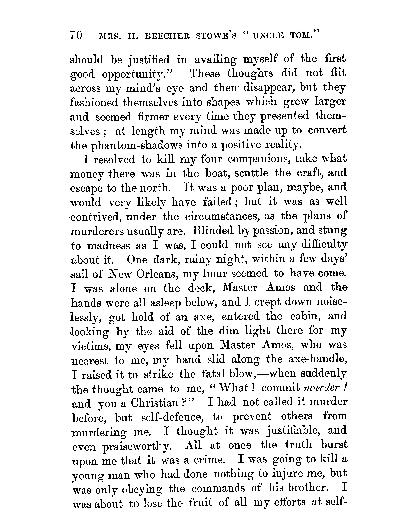 70 MRS. H. BEECHER STOWE'S "UNCLE TOM."
should be justified in availing myself of the first
good opportunity." These thoughts did not flit
across my mind's eye and then disappear, but they
fashioned themselves into shapes which grew larger
and seemed firmer every time they presented them-
selves; at length my mind was made up to convert
the phantom-shadows into a positive reality.
I resolved to kill my four companions, take what
money there was in the boat, scuttle the craft, and
escape to the north. It was a poor plan, maybe, and
would very likely have failed; but it was as well
contrived, under the circumstances, as the plans of
murderers usually are. Blinded by passion, and stung
to madness as I was, I could not see any difficulty
about it. One dark, rainy night, within a few days'
sail of New Orleans, my hour seemed to have come.
I was alone on the deck, Master Amos and the
hands were all asleep below, and I crept down noise-
lessly, got hold of an axe, entered the cabin, and
looking by the aid of the dim light there for my
victims, my eyes fell upon Master Amos, who was
nearest to me, my hand slid along the axe-handle,
I raised it to strike the fatal blow,—when suddenly
the thought came to me, "What! commit murder!
and you a Christian?" I had not called it murder
before, but self-defence, to prevent others from
murdering me. I thought it was justifiable, and
even praiseworthy. All at once the truth burst
upon me that it was a crime. I was going to kill a
young man who had done nothing to injure me, but
was only obeying the commands of his brother. I
was about to lose the fruit of all my efforts at self-